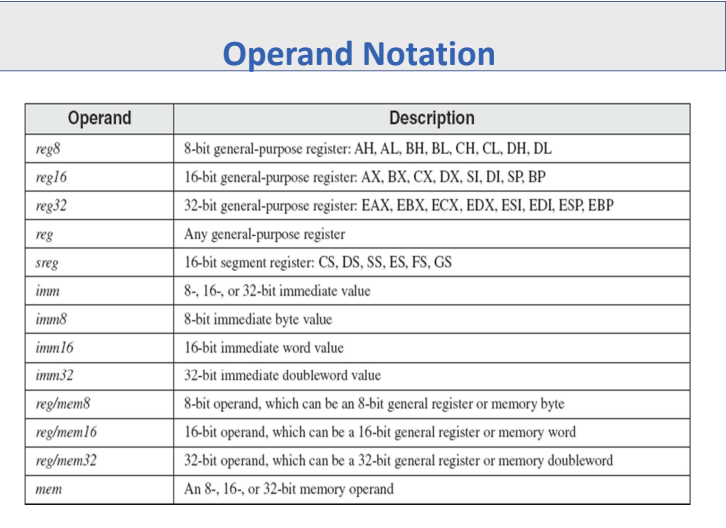 Operand Notation
Operand Description
reg8 8-bit general-purpose register: AH, AL, BH, BL, CH, CL, DH, DL
reg16 16-bit general-purpose register: AX, BX, CX, DX, SI, DI, SP, BP
reg32 32-bit general-purpose register: EAX, EBX, ECX, EDX, ESI, EDI, ESP, EBP
reg Any general-purpose register
sreg 16-bit segment register: CS, DS, SS, ES, FS, GS
imm 8-, 16-, or 32-bit immediate value
imm8 8-bit immediate byte value
imm16 16-bit immediate word value
imm32 32-bit immediate doubleword value
reg/mem8 8-bit operand, which can be an 8-bit general register or memory byte
reg/mem16 16-bit operand, which can be a 16-bit general register or memory word
reg/mem32 32-bit operand, which can be a 32-bit general register or memory doubleword
mem An 8-, 16-, or 32-bit memory operand